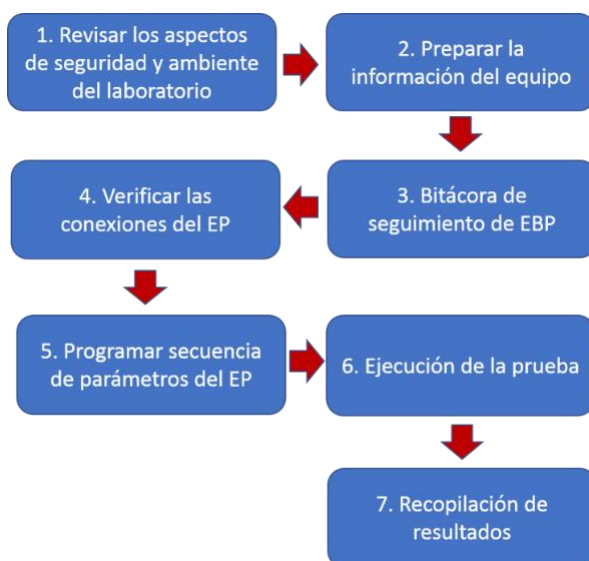 1. Revisar los aspectos
de seguridad y ambiente
del laboratorio
2. Preparar la
información del equipo
3. Bitácora de
seguimiento de EBP
4. Verificar las
conexiones del EP
5. Programar secuencia
de parámetros del EP
6. Ejecución de la prueba
7. Recopilación de
resultados